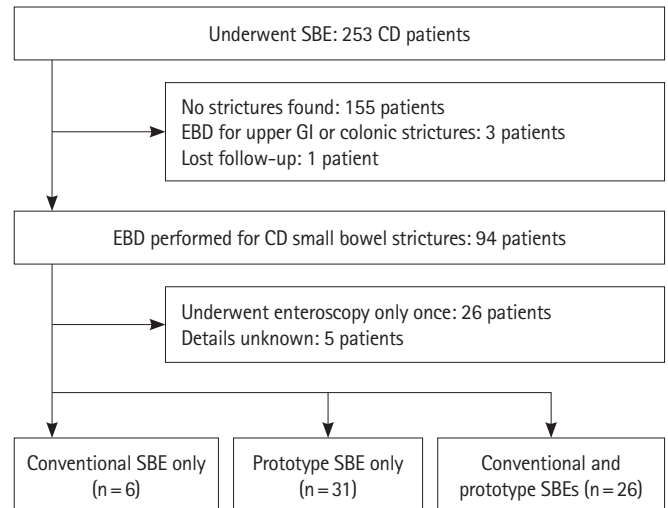 Underwent SBE: 253 CD patients
No strictures found: 155 patients
EBD for upper GI or colonic strictures: 3 patients
Lost follow-up: 1 patient
EBD performed for CD small bowel strictures: 94 patients
Underwent enteroscopy only once: 26 patients
Details unknown: 5 patients
Conventional SBE only
(n=6)
Prototype SBE only
(n=31)
Conventional and
prototype SBEs (n=26)